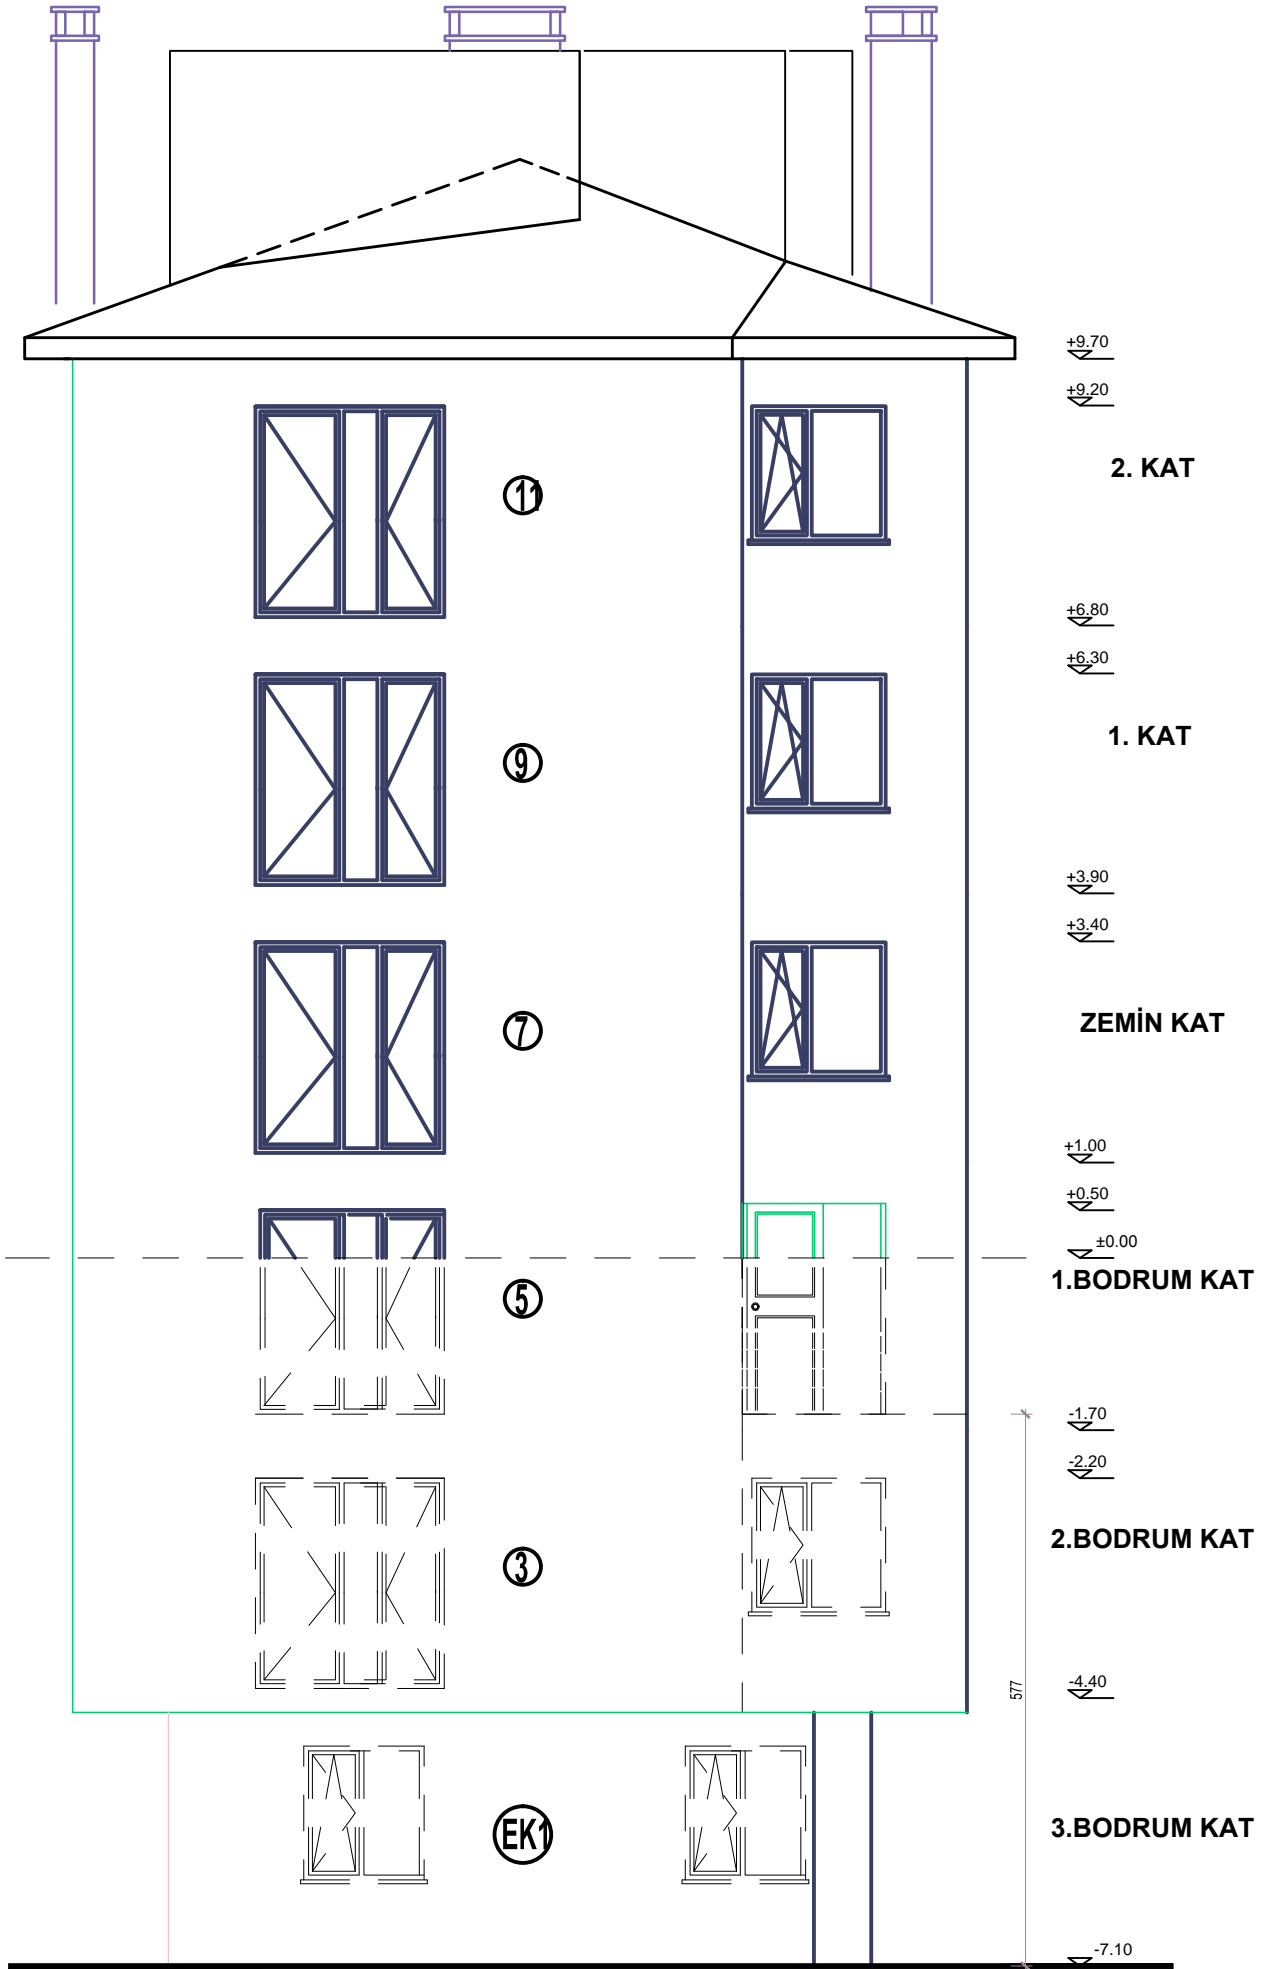 +9.70
+9.20
2. KAT
11
+6.80
+6.30
1. KAT
9
+3.90
+3.40
ZEMİN KAT
7
+1.00
+0.50
±0.00
1.BODRUM KAT
5
-1.70
-2.20
2.BODRUM KAT
3
-4.40
577
3.BODRUM KAT
EK1
-7.10